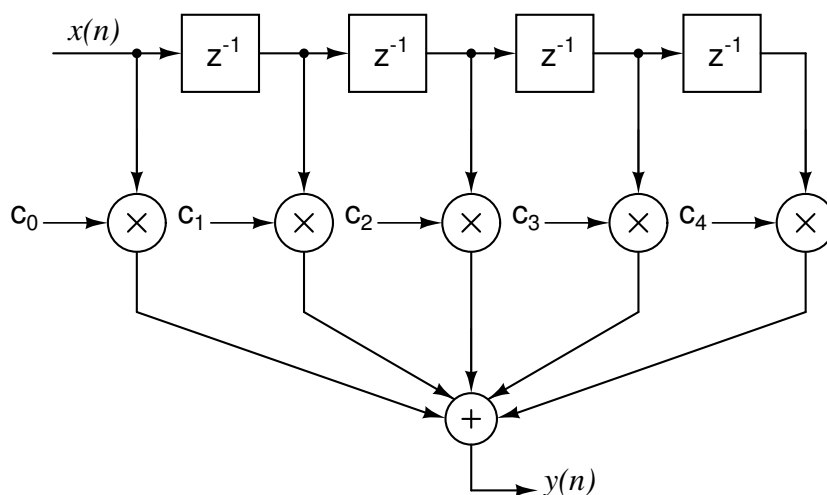 x(n)
z⁻¹ z⁻¹ z⁻¹ z⁻¹
c₀ × c₁ × c₂ × c₃ × c₄ ×
+
y(n)